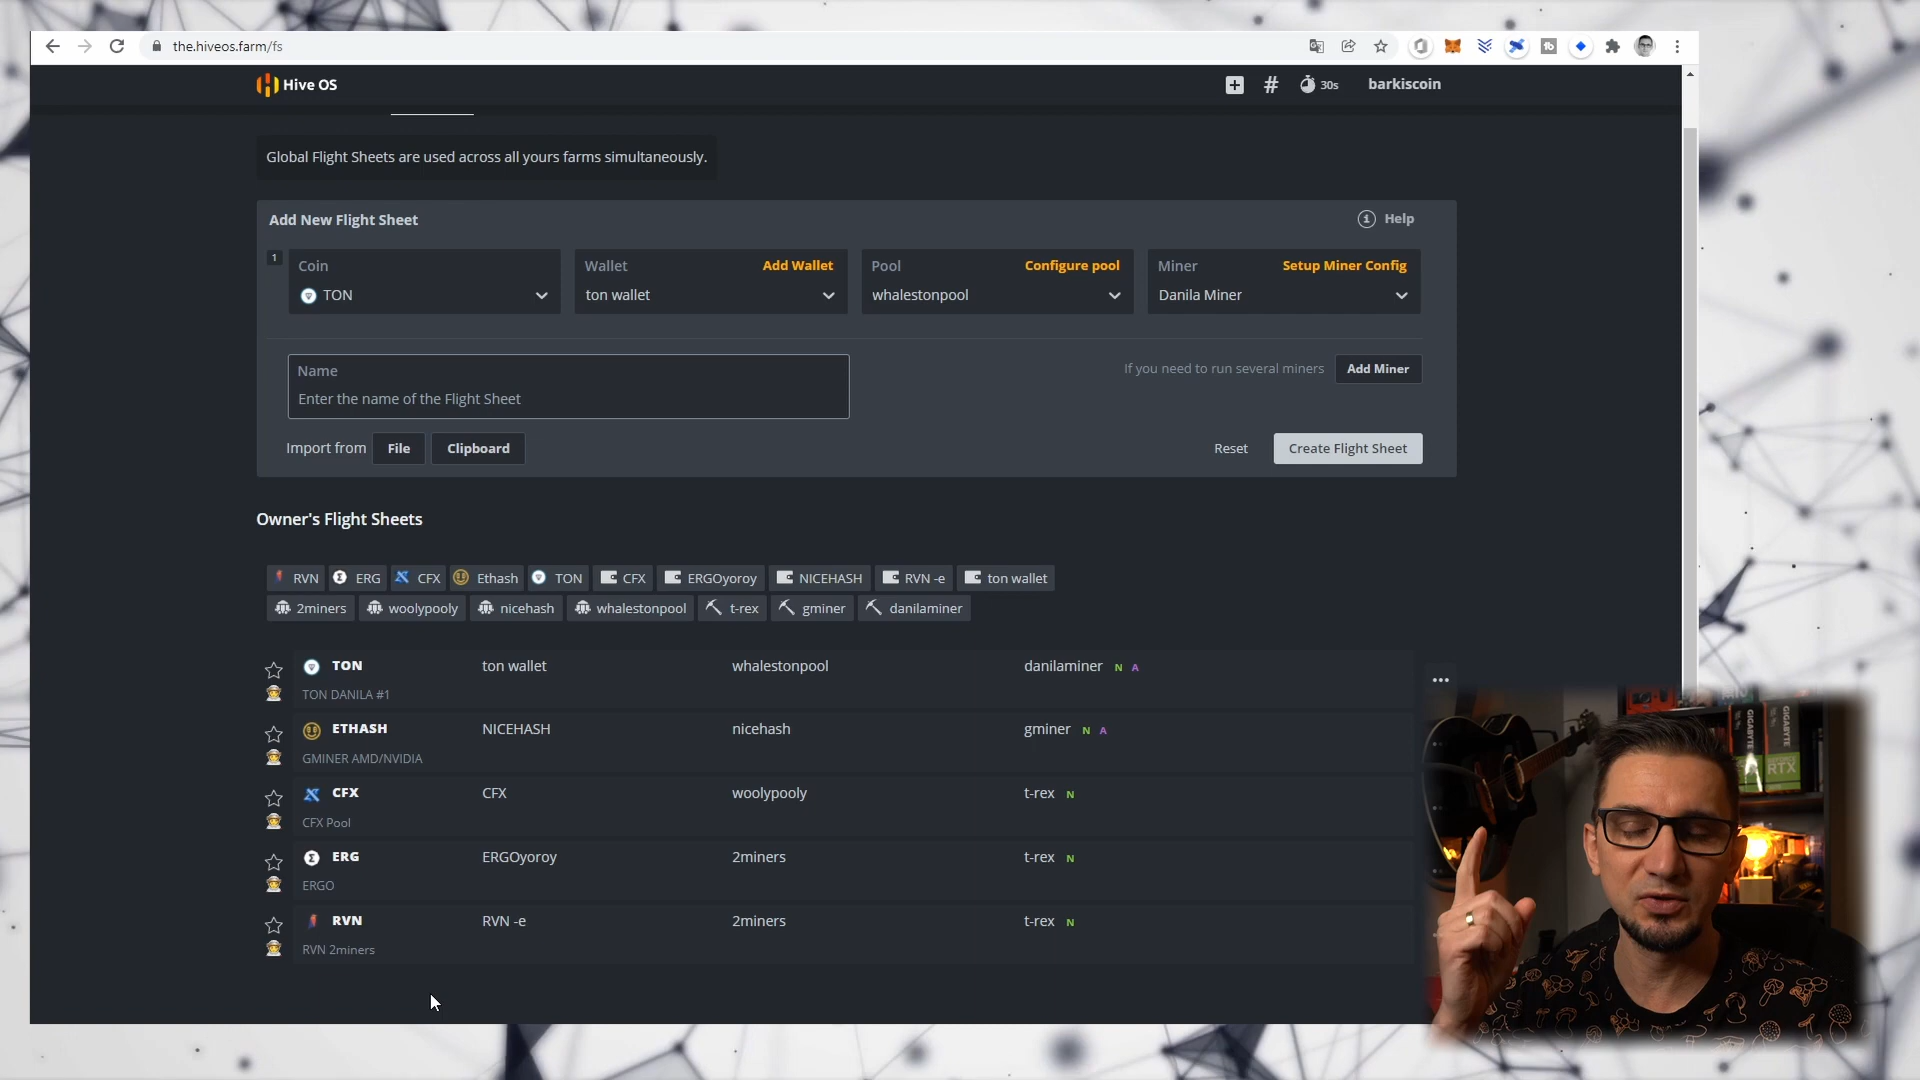 the.hiveos.farm/fs
Hive OS
30s
barkiscoin
Global Flight Sheets are used across all yours farms simultaneously.
Add New Flight Sheet
Help
1
Coin
TON
Wallet
Add Wallet
ton wallet
Pool
Configure pool
whalestonpool
Miner
Setup Miner Config
Danila Miner
Name
Enter the name of the Flight Sheet
If you need to run several miners
Add Miner
Import from
File
Clipboard
Reset
Create Flight Sheet
Owner's Flight Sheets
RVN ERG CFX Ethash TON CFX ERGOyoroy NICEHASH RVN -e ton wallet
2miners woolypooly nicehash whalestonpool t-rex gminer danilaminer
TON ton wallet whalestonpool danilaminer N A
TON DANILA #1
ETHASH NICEHASH nicehash gminer N A
GMINER AMD/NVIDIA
CFX CFX woolypooly t-rex N
CFX Pool
ERG ERGOyoroy 2miners t-rex N
ERGO
RVN RVN -e 2miners t-rex N
RVN 2miners
GIGABYTE
GIGABYTE
RTX